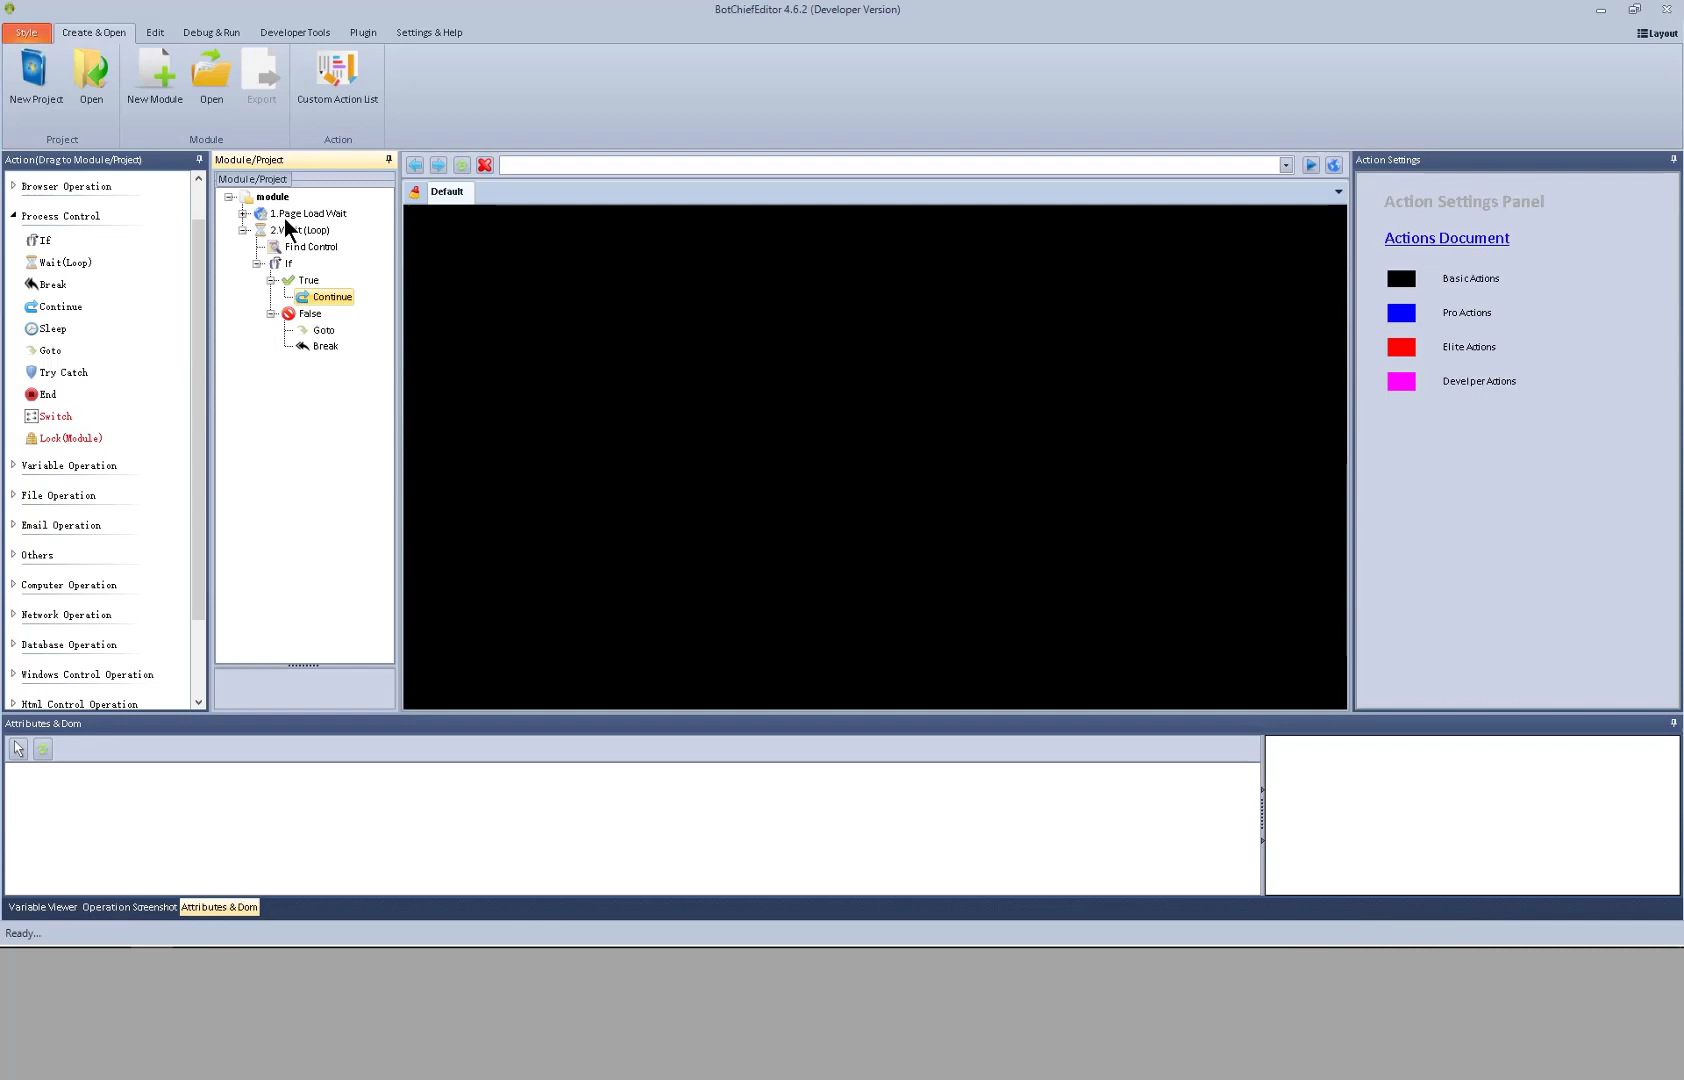 BotChiefEditor 4.6.2 (Developer Version)
Style Create & Open Edit Debug & Run Developer Tools Plugin Settings & Help
Layout
New Project Open New Module Open Export Custom Action List
Project Module Action
Action(Drag to Module/Project)
Browser Operation
Process Control
If
Wait(Loop)
Break
Continue
Sleep
Goto
Try Catch
End
Switch
Lock(Module)
Variable Operation
File Operation
Email Operation
Others
Computer Operation
Network Operation
Database Operation
Windows Control Operation
Html Control Operation
Module/Project
Module/Project
module
1.Page Load Wait
(Loop)
Find Control
If
True
Continue
False
Goto
Break
Default
Action Settings
Action Settings Panel
Actions Document
Basic Actions
Pro Actions
Elite Actions
Develper Actions
Attributes & Dom
Variable Viewer Operation Screenshot Attributes & Dom
Ready...